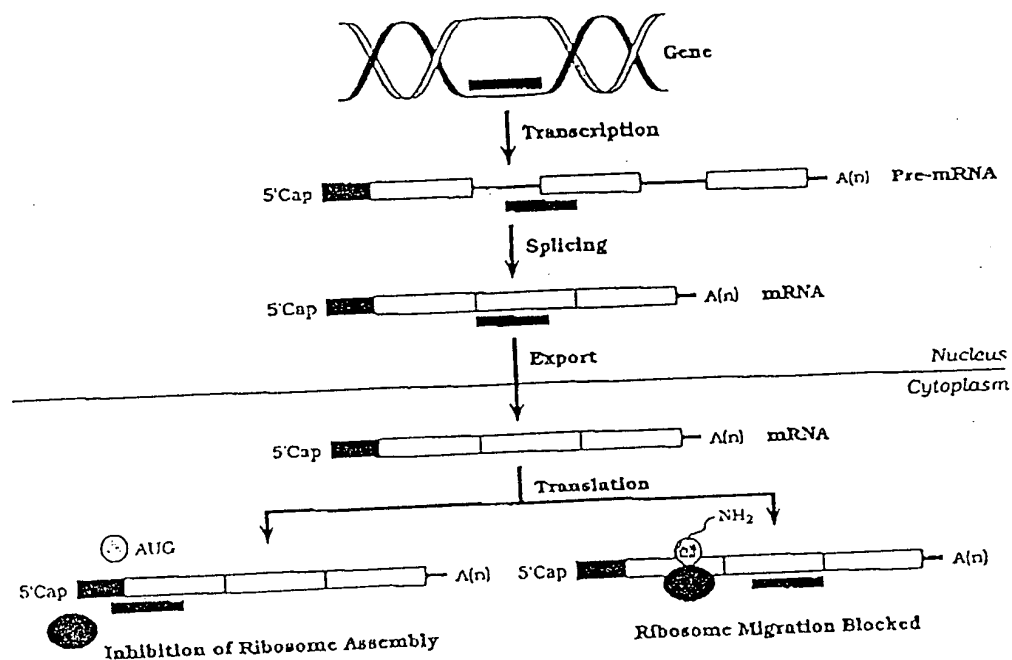 Gene
Transcription
5'Cap A(n) Pre-mRNA
Splicing
5'Cap A(n) mRNA
Export
Nucleus
Cytoplasm
5'Cap A(n) mRNA
Translation
NH₂
AUG
5'Cap A(n)
5'Cap A(n)
Inhibition of Ribosome Assembly
Ribosome Migration Blocked